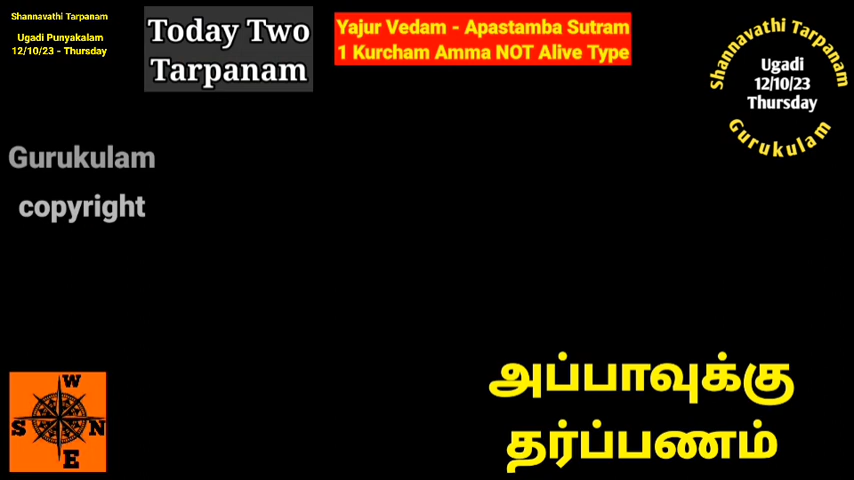 Shannavathi Tarpanam
Ugadi Punyakalam
12/10/23 - Thursday
Today Two
Tarpanam
Yajur Vedam - Apastamba Sutram
1 Kurcham Amma NOT Alive Type
Shannavathi Tarpanam
Ugadi
12/10/23
Thursday
Gurukulam
Gurukulam
copyright
W
S N
E
அப்பாவுக்கு
தர்ப்பணம்